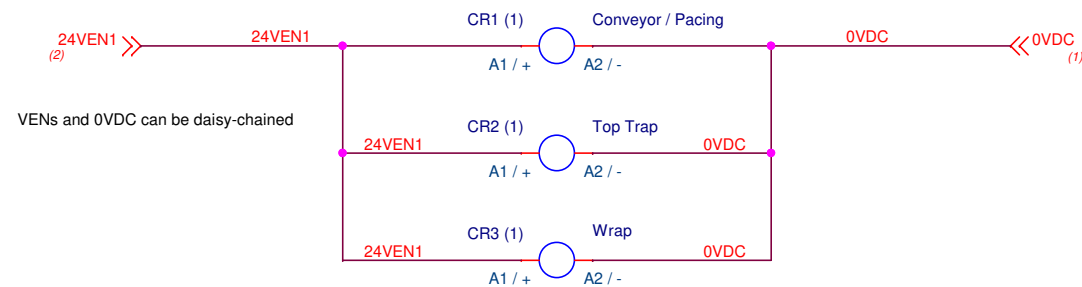 CR1 (1) Conveyor / Pacing
24VEN1 24VEN1 0VDC 0VDC
(2) (1)
A1 / + A2 / -
VENs and 0VDC can be daisy-chained
CR2 (1) Top Trap
24VEN1 0VDC
A1 / + A2 / -
CR3 (1) Wrap
24VEN1 0VDC
A1 / + A2 / -